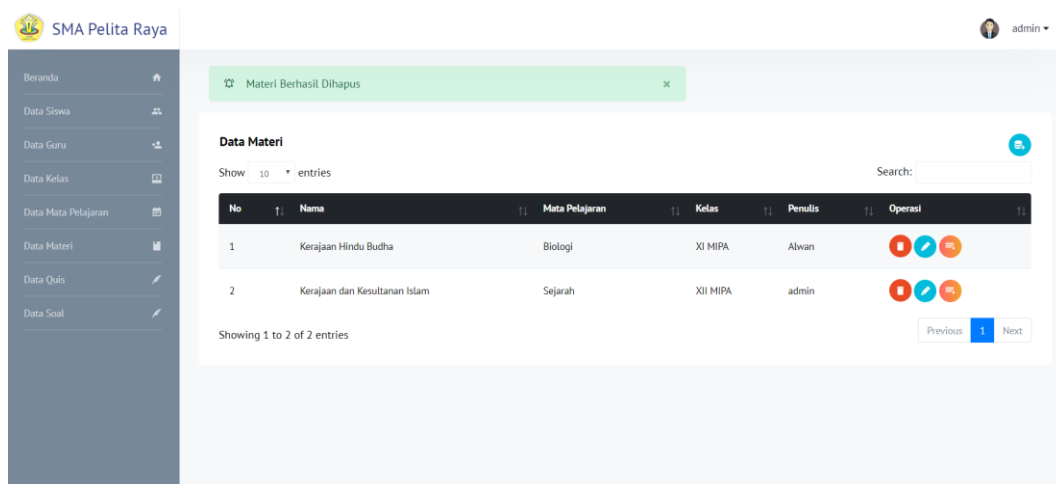 SMA Pelita Raya
admin
Beranda
Data Siswa
Data Guru
Data Kelas
Data Mata Pelajaran
Data Materi
Data Quis
Data Soal
Materi Berhasil Dihapus ×
Data Materi
Show 10 entries
Search:
No Nama Mata Pelajaran Kelas Penulis Operasi
1 Kerajaan Hindu Budha Biologi XI MIPA Alwan
2 Kerajaan dan Kesultanan Islam Sejarah XII MIPA admin
Showing 1 to 2 of 2 entries
Previous 1 Next